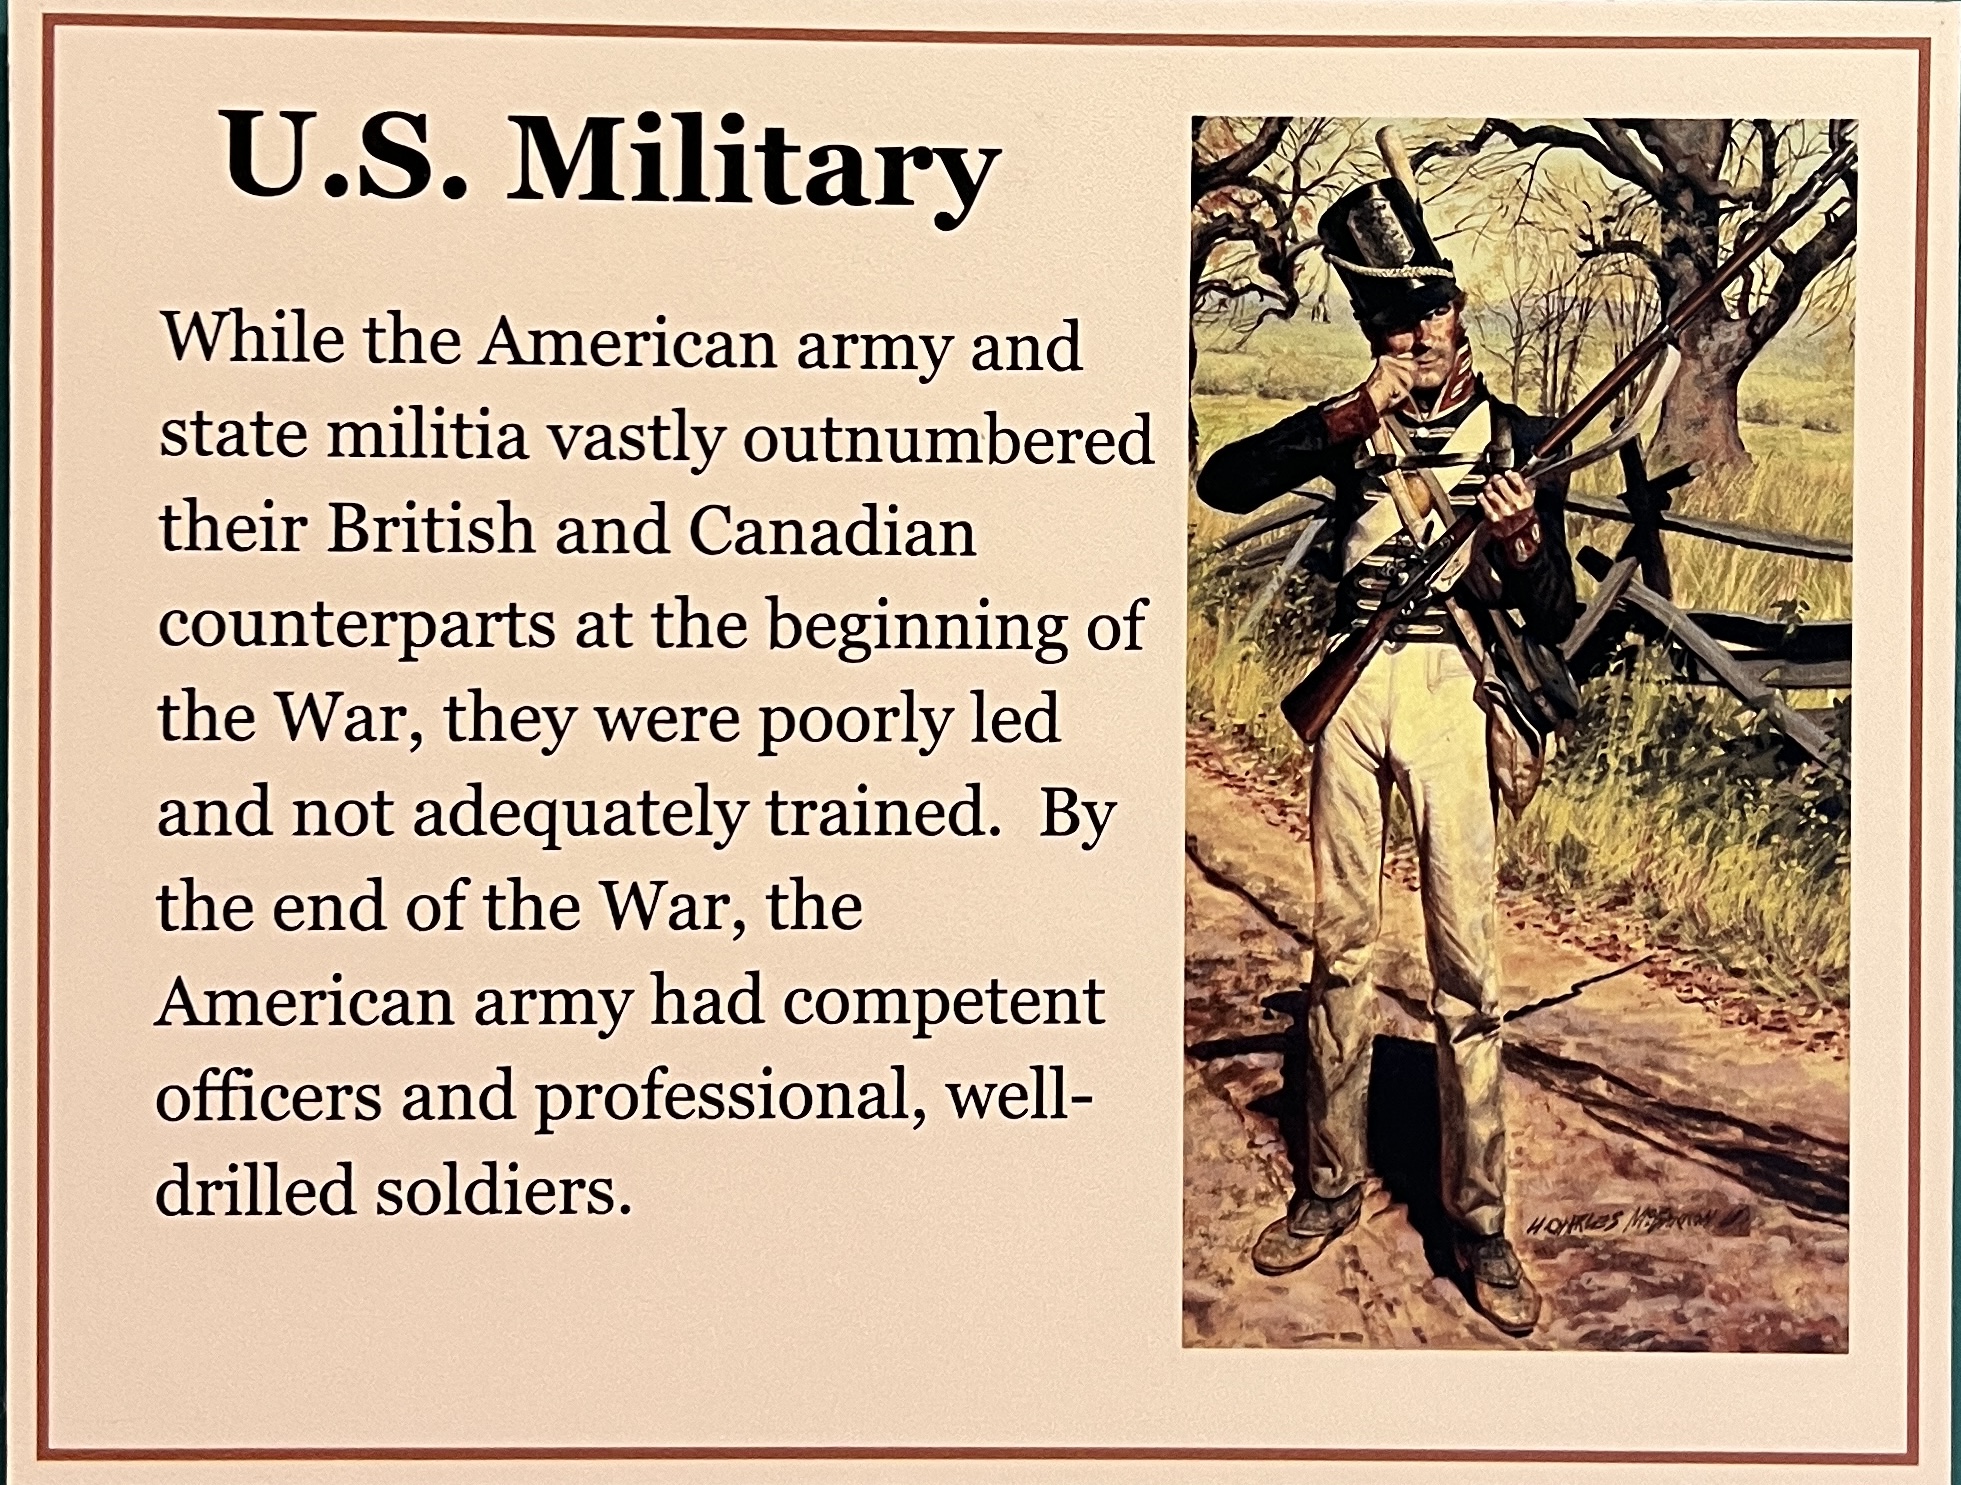 U.S. Military
While the American army and
state militia vastly outnumbered
their British and Canadian
counterparts at the beginning of
the War, they were poorly led
and not adequately trained.  By
the end of the War, the
American army had competent
officers and professional, well-
drilled soldiers.
H. CHARLES McBARRON Jr